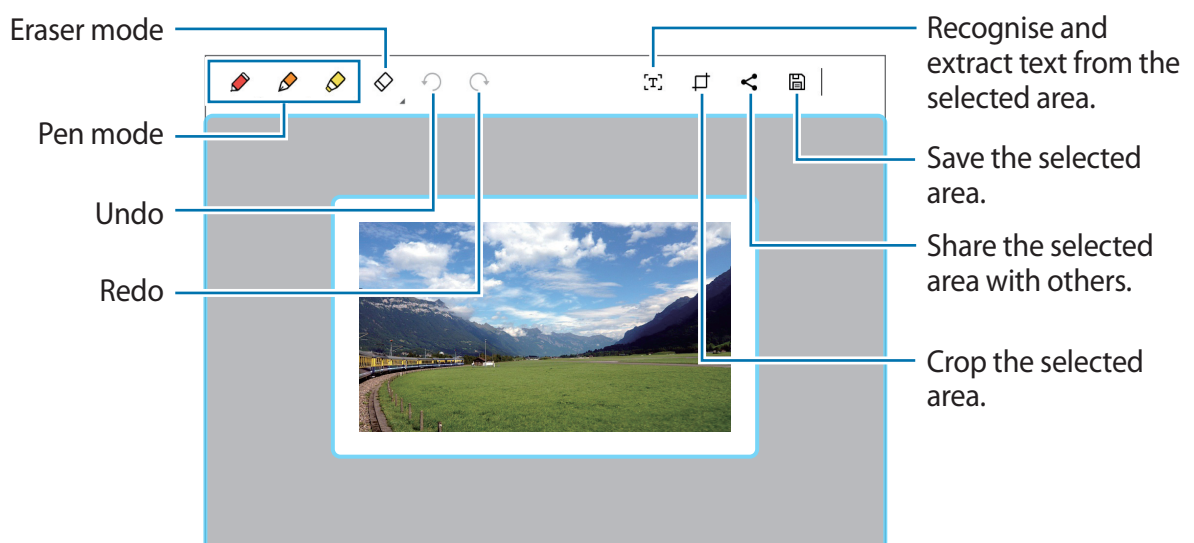 Eraser mode
Pen mode
Undo
Redo
Recognise and
extract text from the
selected area.
Save the selected
area.
Share the selected
area with others.
Crop the selected
area.